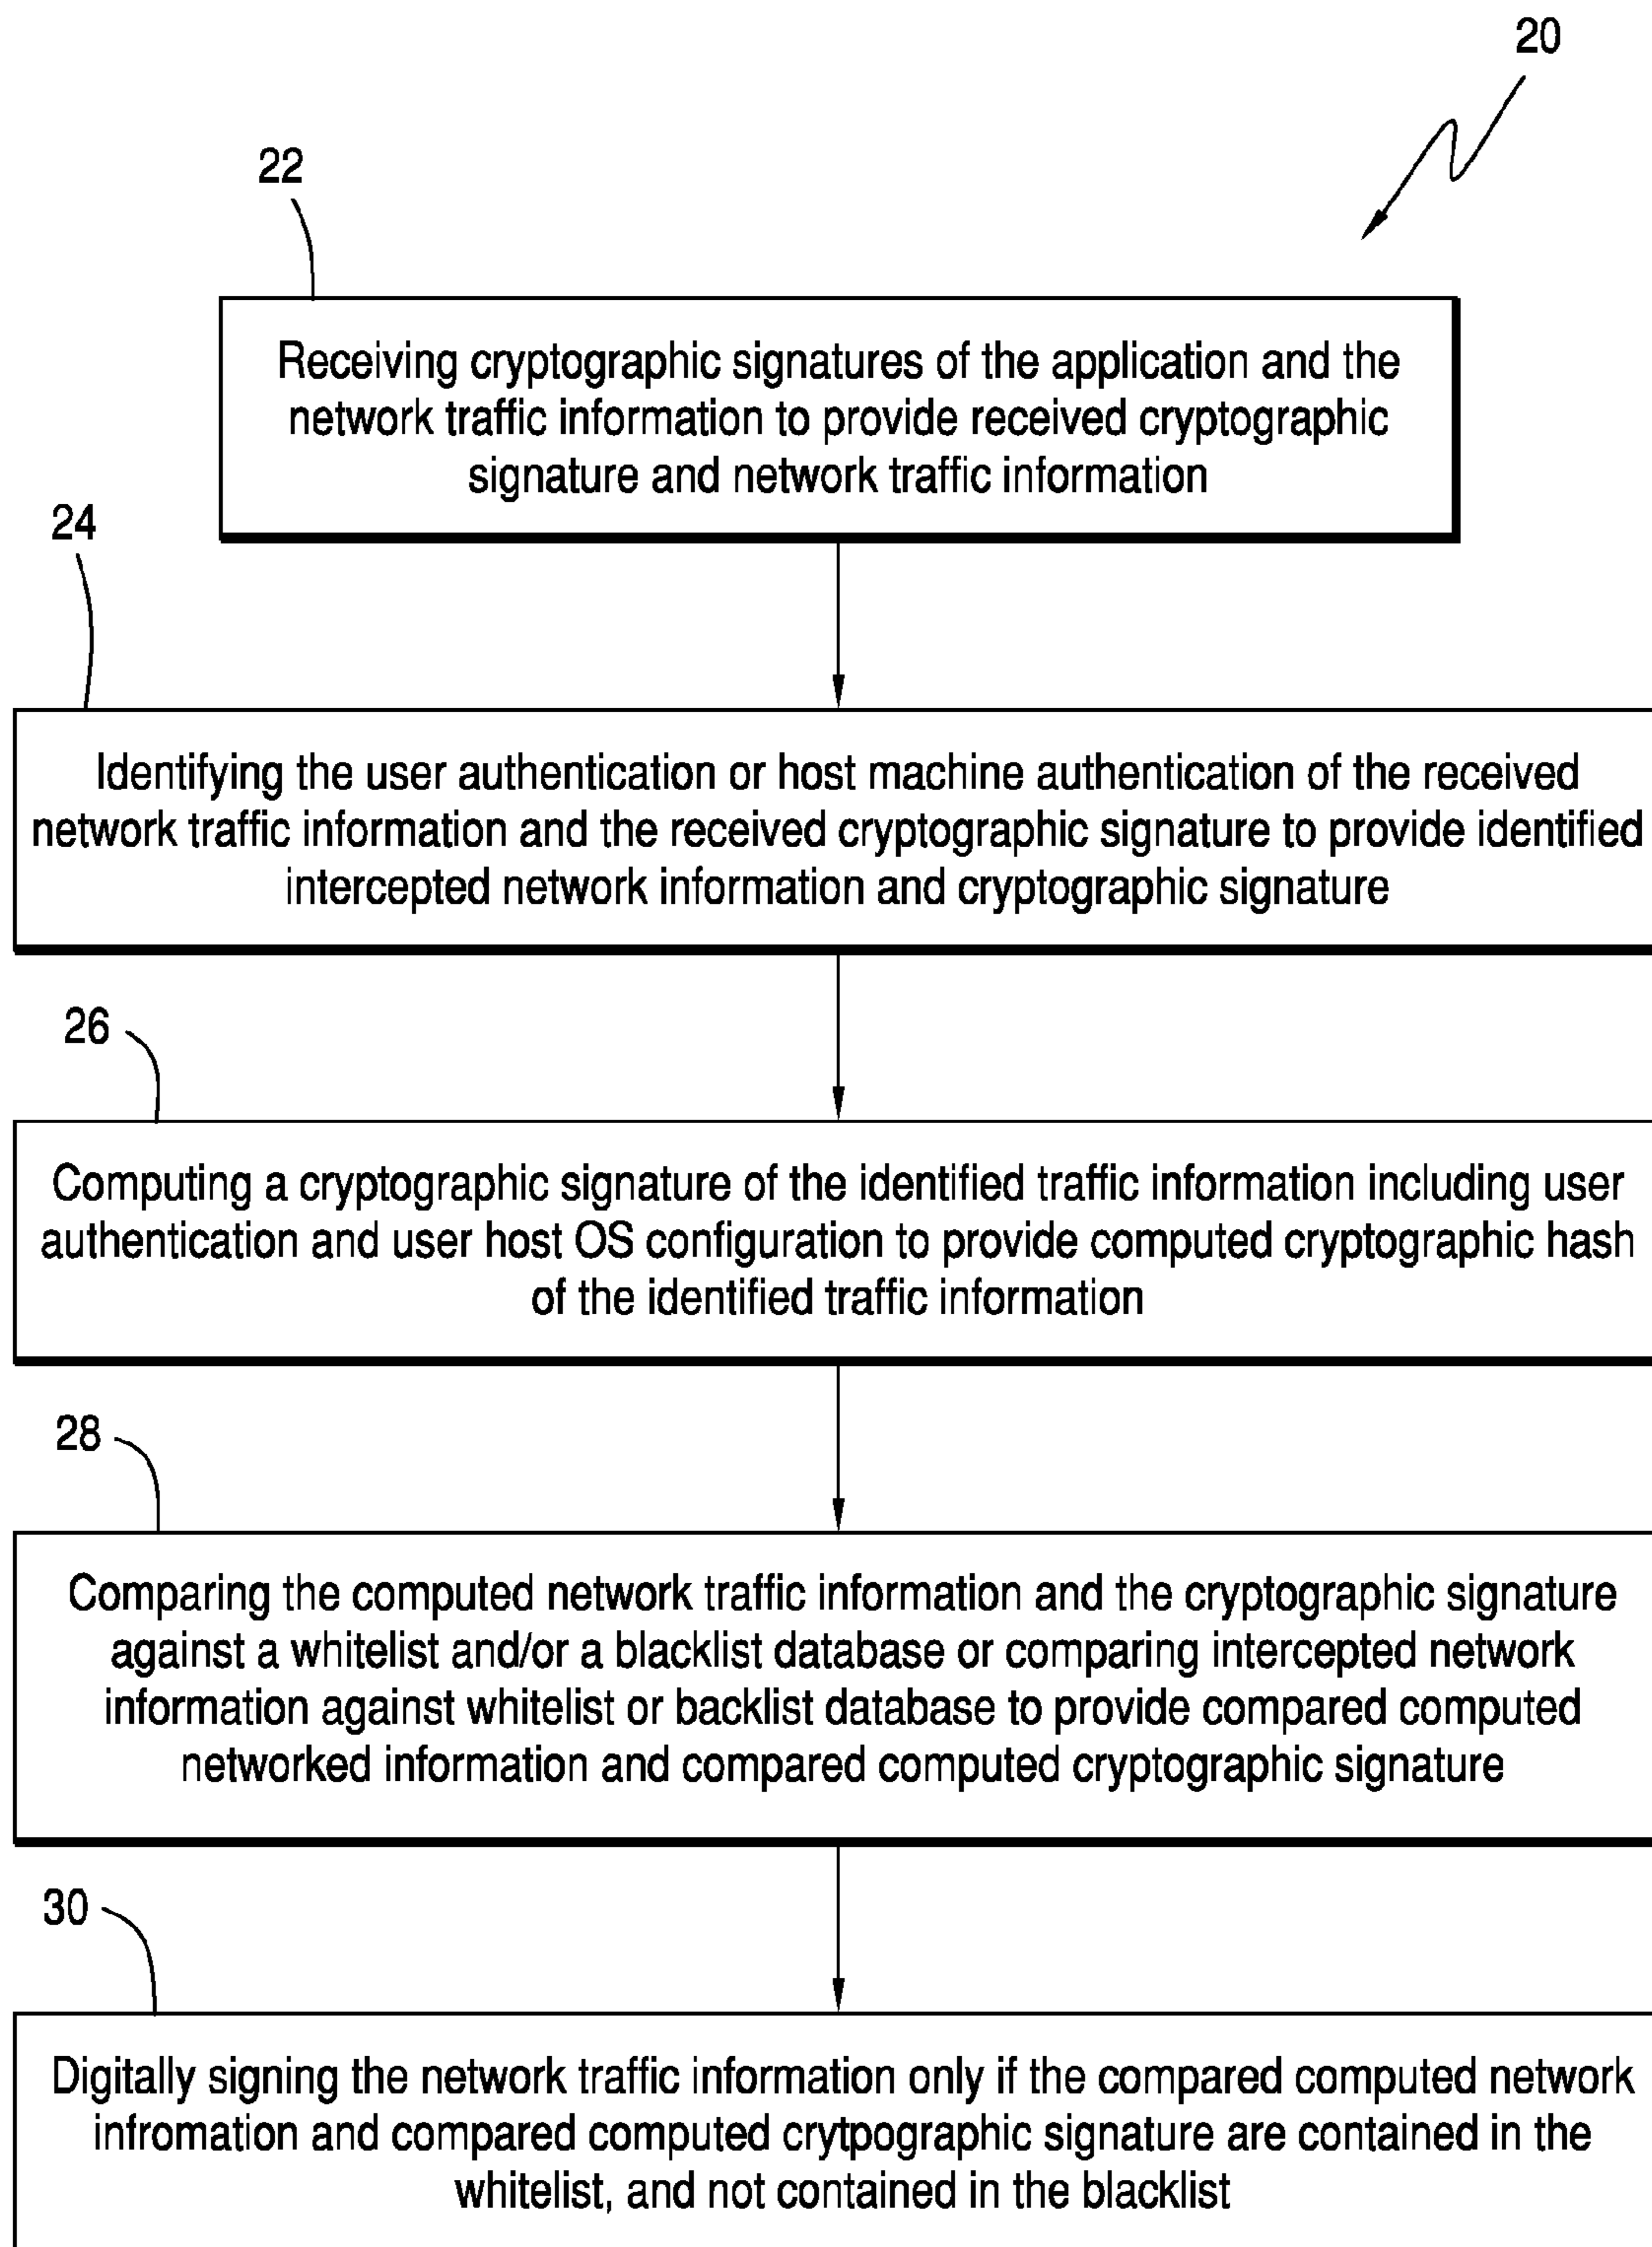 20
22
Receiving cryptographic signatures of the application and the
network traffic information to provide received cryptographic
signature and network traffic information
24
Identifying the user authentication or host machine authentication of the received
network traffic information and the received cryptographic signature to provide identified
intercepted network information and cryptographic signature
26
Computing a cryptographic signature of the identified traffic information including user
authentication and user host OS configuration to provide computed cryptographic hash
of the identified traffic information
28
Comparing the computed network traffic information and the cryptographic signature
against a whitelist and/or a blacklist database or comparing intercepted network
information against whitelist or backlist database to provide compared computed
networked information and compared computed cryptographic signature
30
Digitally signing the network traffic information only if the compared computed network
infromation and compared computed crytpographic signature are contained in the
whitelist, and not contained in the blacklist